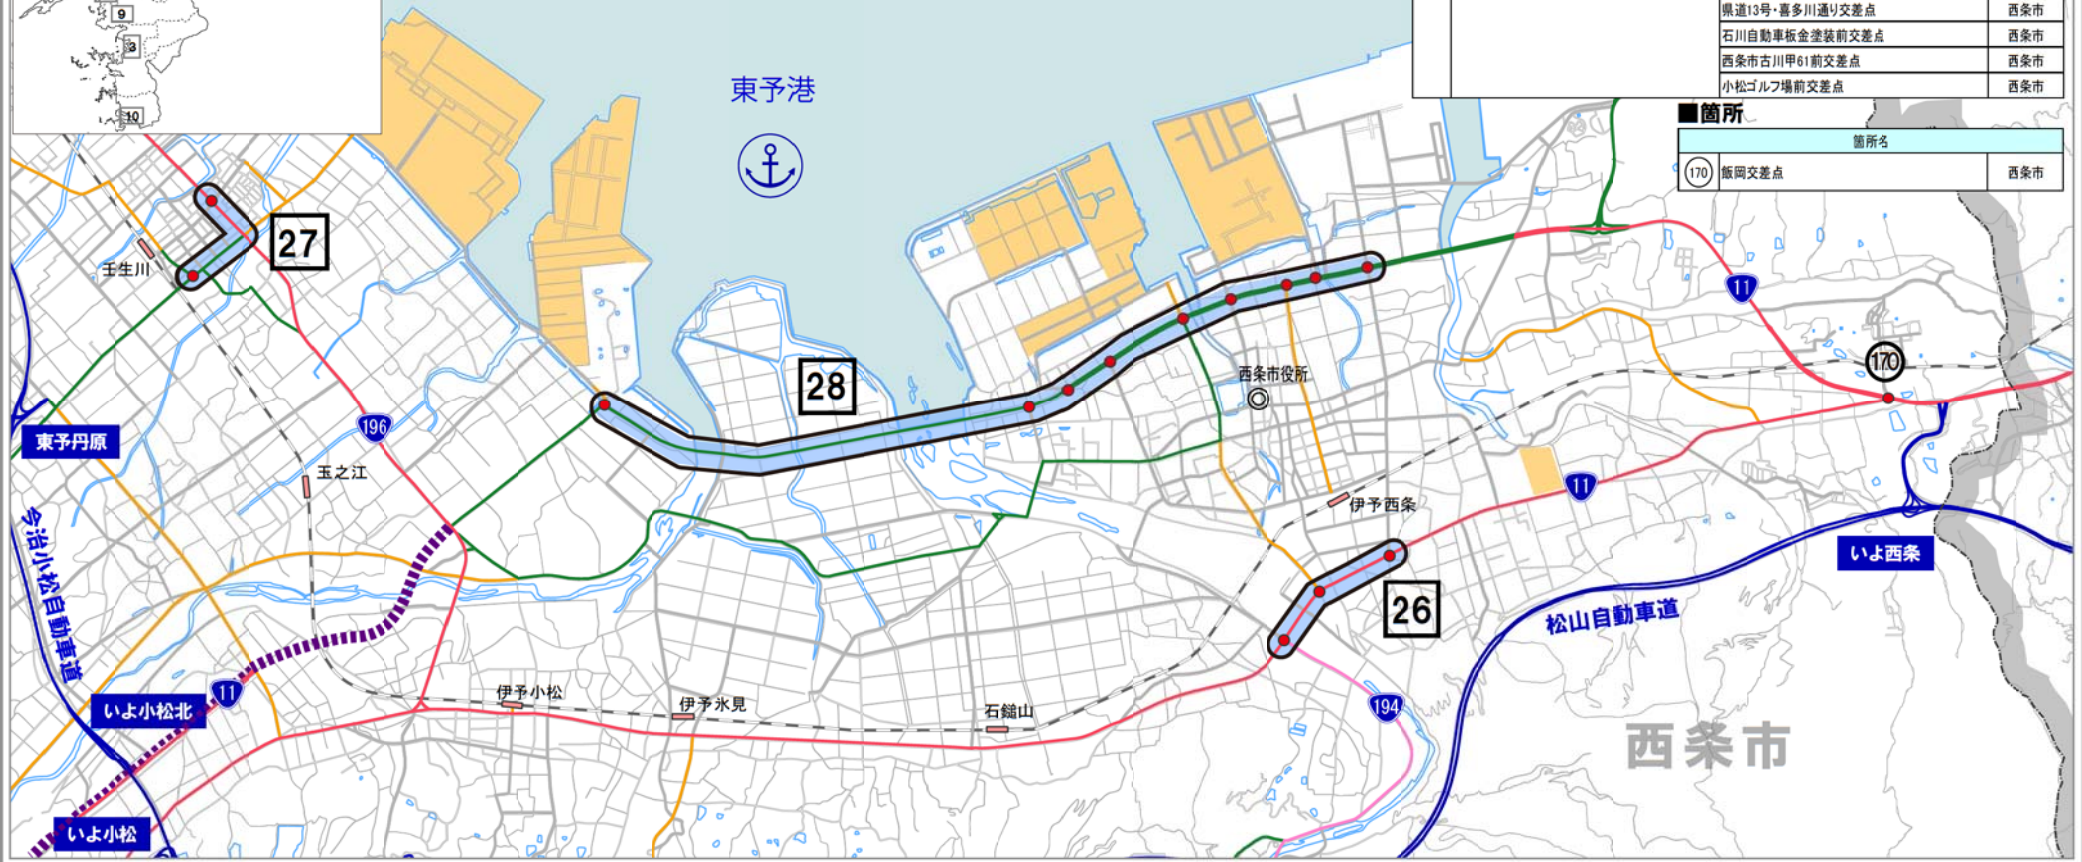 9
3
10
県道13号・喜多川通り交差点 西条市
石川自動車板金塗装前交差点 西条市
西条市古川甲61前交差点 西条市
小松ゴルフ場前交差点 西条市
■箇所
箇所名
170 飯岡交差点 西条市
東予港
27
壬生川
11
170
28
西条市役所
196
東予丹原
玉之江
11
伊予西条
いよ西条
今治小松自動車道
26
松山自動車道
11
いよ小松北
伊予小松
伊予氷見
石鎚山
194
西条市
いよ小松